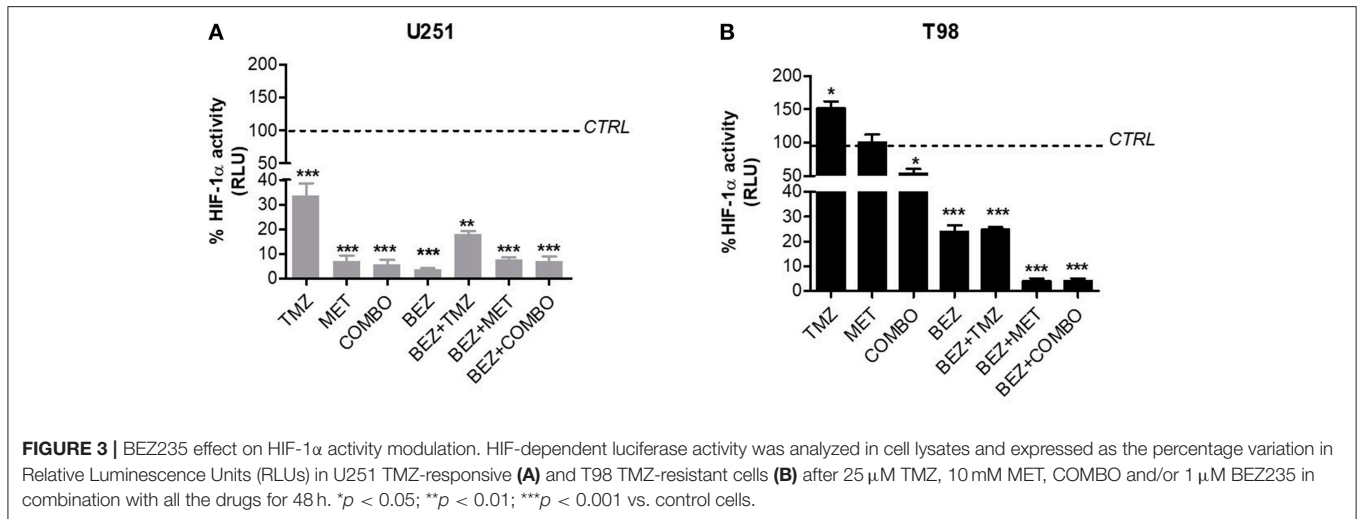 A
U251
% HIF-1α activity
(RLU)
200
150
100
50
40
30
20
10
0
CTRL
***
***
***
***
**
***
***
TMZ
MET
COMBO
BEZ
BEZ+TMZ
BEZ+MET
BEZ+COMBO
B
T98
%HIF-1α activity
(RLU)
200
150
100
50
40
30
20
10
0
CTRL
*
*
***
***
***
***
TMZ
MET
COMBO
BEZ
BEZ+TMZ
BEZ+MET
BEZ+COMBO
FIGURE 3 | BEZ235 effect on HIF-1α activity modulation. HIF-dependent luciferase activity was analyzed in cell lysates and expressed as the percentage variation in
Relative Luminescence Units (RLUs) in U251 TMZ-responsive (A) and T98 TMZ-resistant cells (B) after 25 μM TMZ, 10 mM MET, COMBO and/or 1 μM BEZ235 in
combination with all the drugs for 48 h. *p < 0.05; **p < 0.01; ***p < 0.001 vs. control cells.